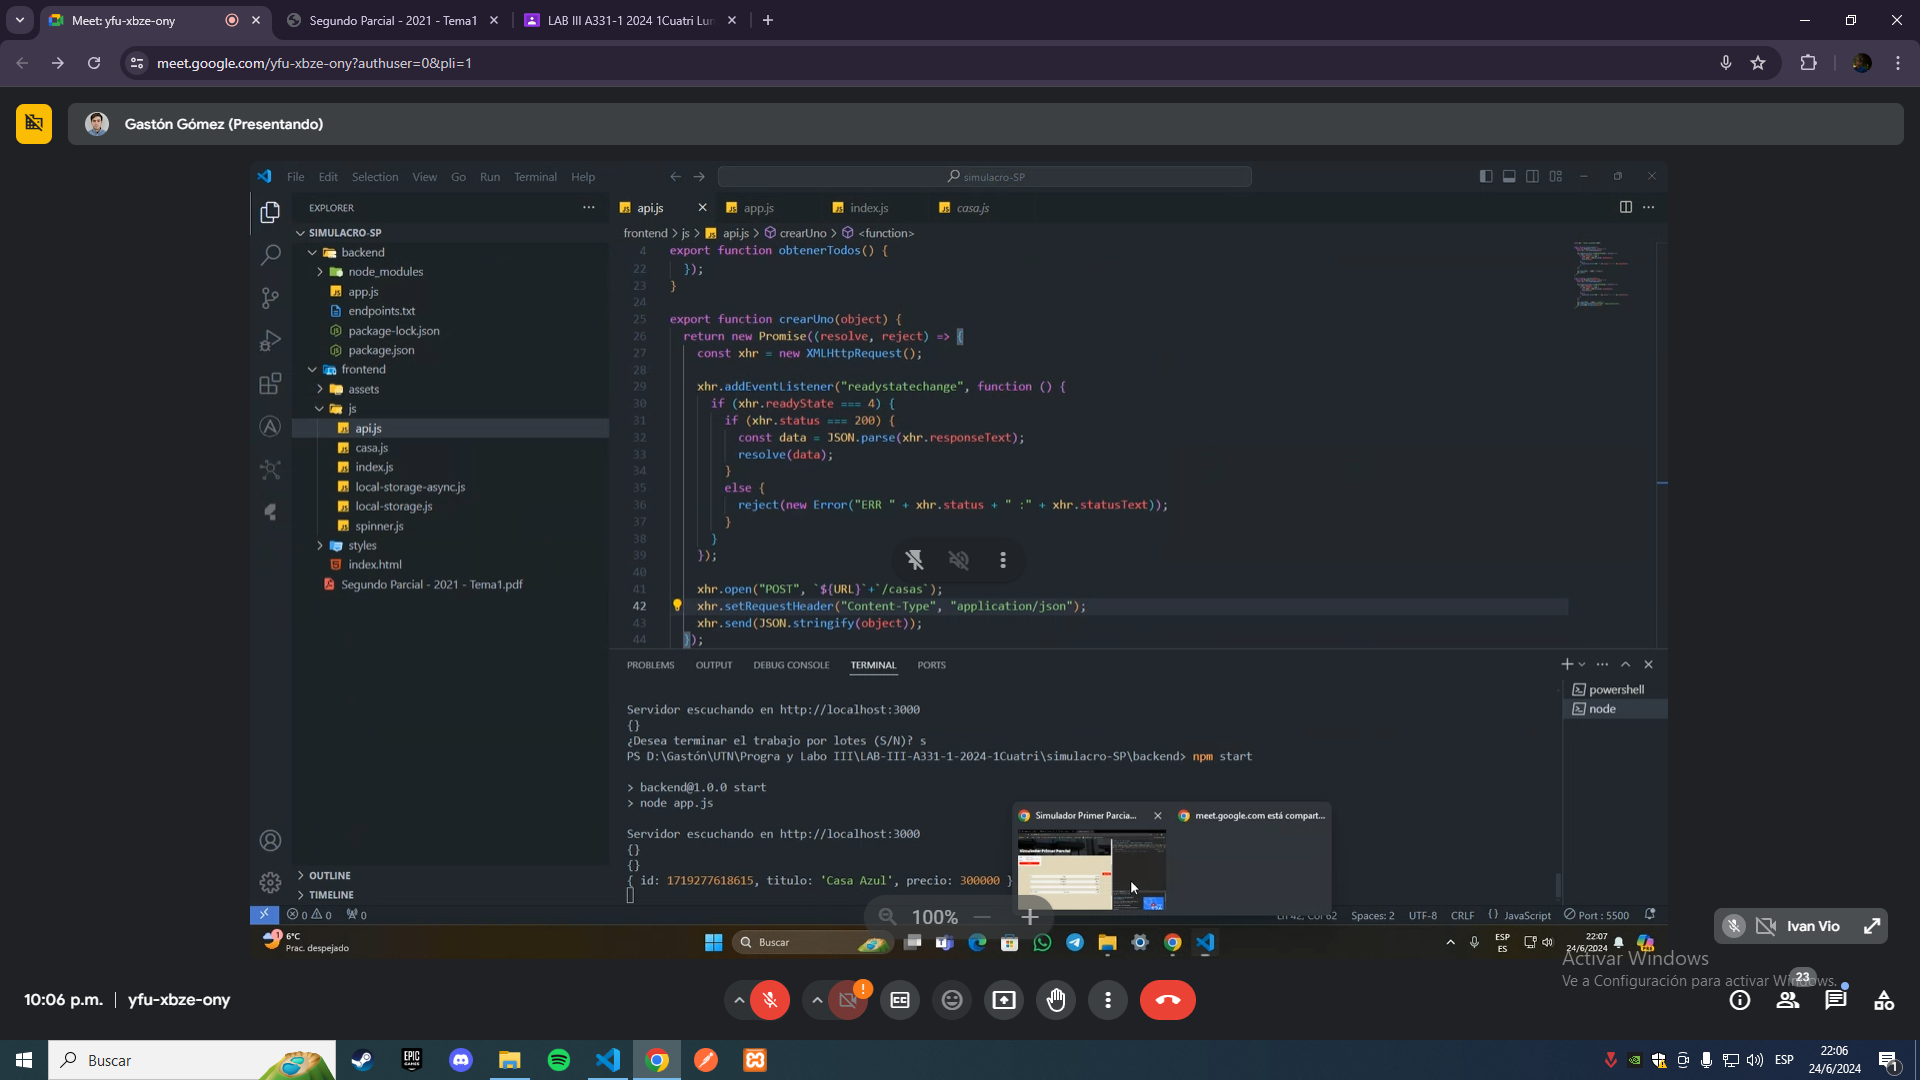 Meet: yfu-xbze-ony
Segundo Parcial - 2021 - Tema1
LAB III A331-1 2024 1Cuatri Lun
meet.google.com/yfu-xbze-ony?authuser=0&pli=1
Gastón Gómez (Presentando)
File Edit Selection View Go Run Terminal Help
simulacro-SP
EXPLORER
SIMULACRO-SP
backend
node_modules
app.js
endpoints.txt
package-lock.json
package.json
frontend
assets
js
api.js
casa.js
index.js
local-storage-async.js
local-storage.js
spinner.js
styles
index.html
Segundo Parcial - 2021 - Tema1.pdf
OUTLINE
TIMELINE
api.js app.js index.js casa.js
frontend > js > api.js > crearUno > <function>
4 export function obtenerTodos() {
22 });
23 }
24
25 export function crearUno(object) {
26 return new Promise((resolve, reject) => {
27 const xhr = new XMLHttpRequest();
28
29 xhr.addEventListener("readystatechange", function () {
30 if (xhr.readyState === 4) {
31 if (xhr.status === 200) {
32 const data = JSON.parse(xhr.responseText);
33 resolve(data);
34 }
35 else {
36 reject(new Error("ERR " + xhr.status + " :" + xhr.statusText));
37 }
38 }
39 });
40
41 xhr.open("POST", `${URL}`+`/casas`);
42 xhr.setRequestHeader("Content-Type", "application/json");
43 xhr.send(JSON.stringify(object));
44 });
PROBLEMS OUTPUT DEBUG CONSOLE TERMINAL PORTS
powershell
node
Servidor escuchando en http://localhost:3000
{}
¿Desea terminar el trabajo por lotes (S/N)? s
PS D:\Gastón\UTN\Progra y Labo III\LAB-III-A331-1-2024-1Cuatri\simulacro-SP\backend> npm start
> backend@1.0.0 start
> node app.js
Servidor escuchando en http://localhost:3000
{}
{}
{ id: 1719277618615, titulo: 'Casa Azul', precio: 300000 }
Simulador Primer Parcia...
meet.google.com está compart...
Simulador Primer Parcial
0 0 0
100%
Ln 42, Col 62 Spaces: 2 UTF-8 CRLF {} JavaScript Port : 5500
6°C
Prac. despejado
Buscar
ESP
ES
22:07
24/6/2024
Ivan Vio
Activar Windows
Ve a Configuración para activar Windows.
10:06 p.m. | yfu-xbze-ony
23
Buscar
EPIC GAMES
ESP
22:06
24/6/2024
1